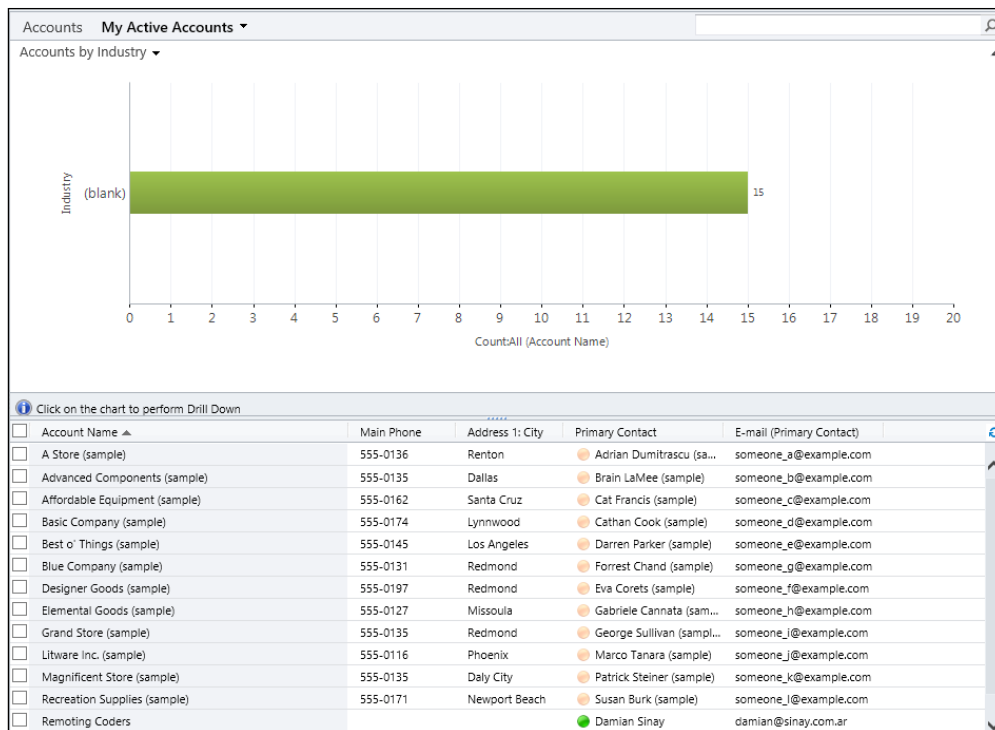 Accounts My Active Accounts
Accounts by Industry
Industry
(blank)
15
0 1 2 3 4 5 6 7 8 9 10 11 12 13 14 15 16 17 18 19 20
Count:All (Account Name)
Click on the chart to perform Drill Down
Account Name Main Phone Address 1: City Primary Contact E-mail (Primary Contact)
A Store (sample) 555-0136 Renton Adrian Dumitrascu (sa... someone_a@example.com
Advanced Components (sample) 555-0135 Dallas Brain LaMee (sample) someone_b@example.com
Affordable Equipment (sample) 555-0162 Santa Cruz Cat Francis (sample) someone_c@example.com
Basic Company (sample) 555-0174 Lynnwood Cathan Cook (sample) someone_d@example.com
Best o' Things (sample) 555-0145 Los Angeles Darren Parker (sample) someone_e@example.com
Blue Company (sample) 555-0131 Redmond Forrest Chand (sample) someone_g@example.com
Designer Goods (sample) 555-0197 Redmond Eva Corets (sample) someone_f@example.com
Elemental Goods (sample) 555-0127 Missoula Gabriele Cannata (sam... someone_h@example.com
Grand Store (sample) 555-0135 Redmond George Sullivan (sampl... someone_i@example.com
Litware Inc. (sample) 555-0116 Phoenix Marco Tanara (sample) someone_j@example.com
Magnificent Store (sample) 555-0135 Daly City Patrick Steiner (sample) someone_k@example.com
Recreation Supplies (sample) 555-0171 Newport Beach Susan Burk (sample) someone_l@example.com
Remoting Coders Damian Sinay damian@sinay.com.ar